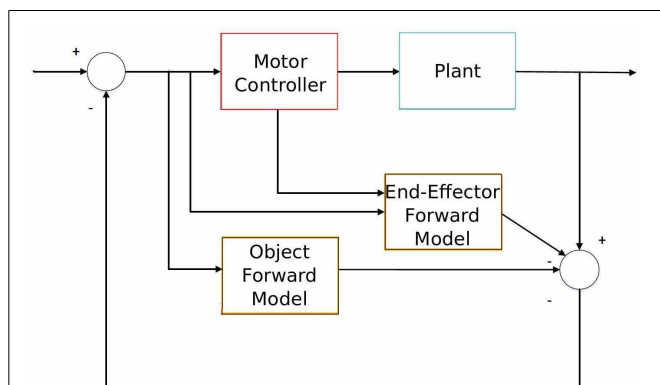 +
-
Motor
Controller
Plant
End-Effector
Forward
Model
Object
Forward
Model
+
-
-